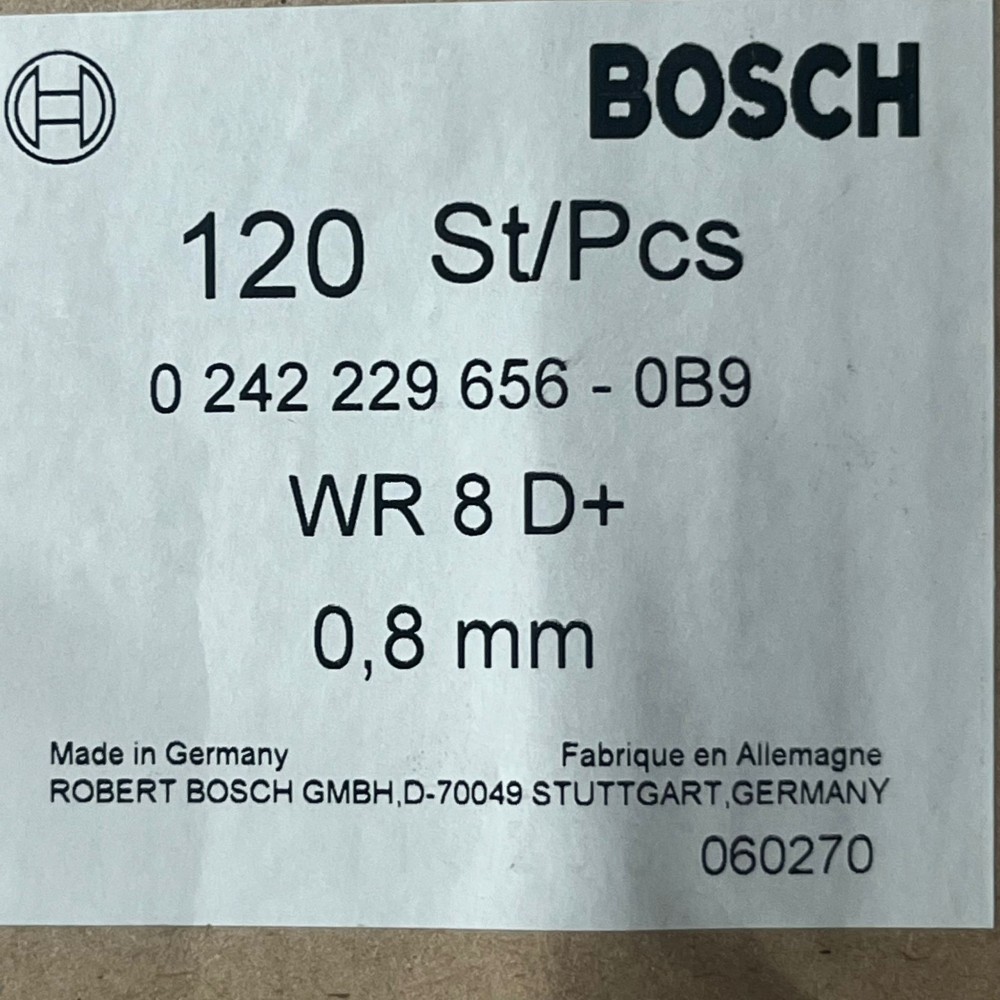 BOSCH
120 St/Pcs
0 242 229 656 - 0B9
WR 8 D+
0,8 mm
Made in Germany Fabrique en Allemagne
ROBERT BOSCH GMBH,D-70049 STUTTGART,GERMANY
060270